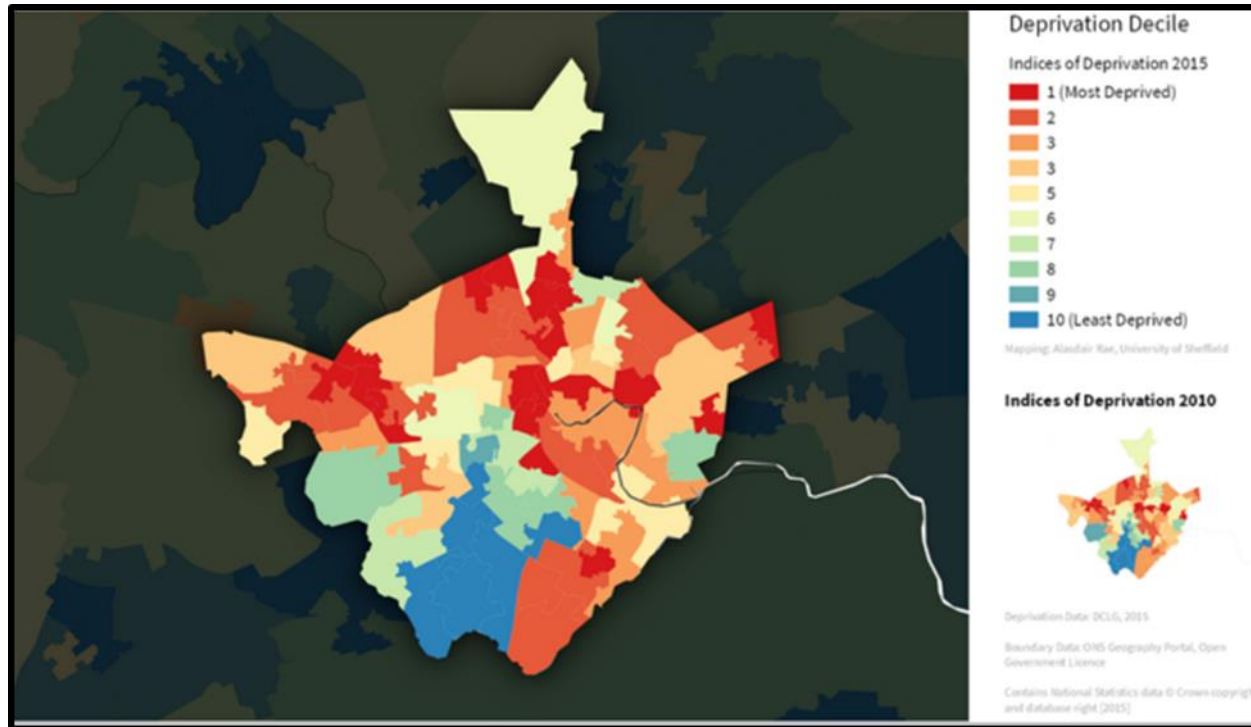 Deprivation Decile
Indices of Deprivation 2015
1 (Most Deprived)
2
3
3
5
6
7
8
9
10 (Least Deprived)
Mapping: Alasdair Rae, University of Sheffield
Indices of Deprivation 2010
Deprivation Data: DCLG, 2015
Boundary Data: ONS Geography Portal, Open
Government Licence
Contains National Statistics data © Crown copyright
and database right [2015]